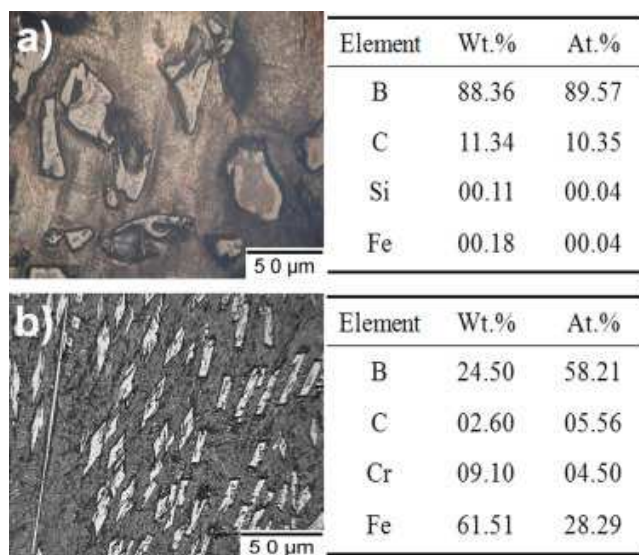 a)
50 μm
Element Wt.% At.%
B 88.36 89.57
C 11.34 10.35
Si 00.11 00.04
Fe 00.18 00.04
b)
50 μm
Element Wt.% At.%
B 24.50 58.21
C 02.60 05.56
Cr 09.10 04.50
Fe 61.51 28.29